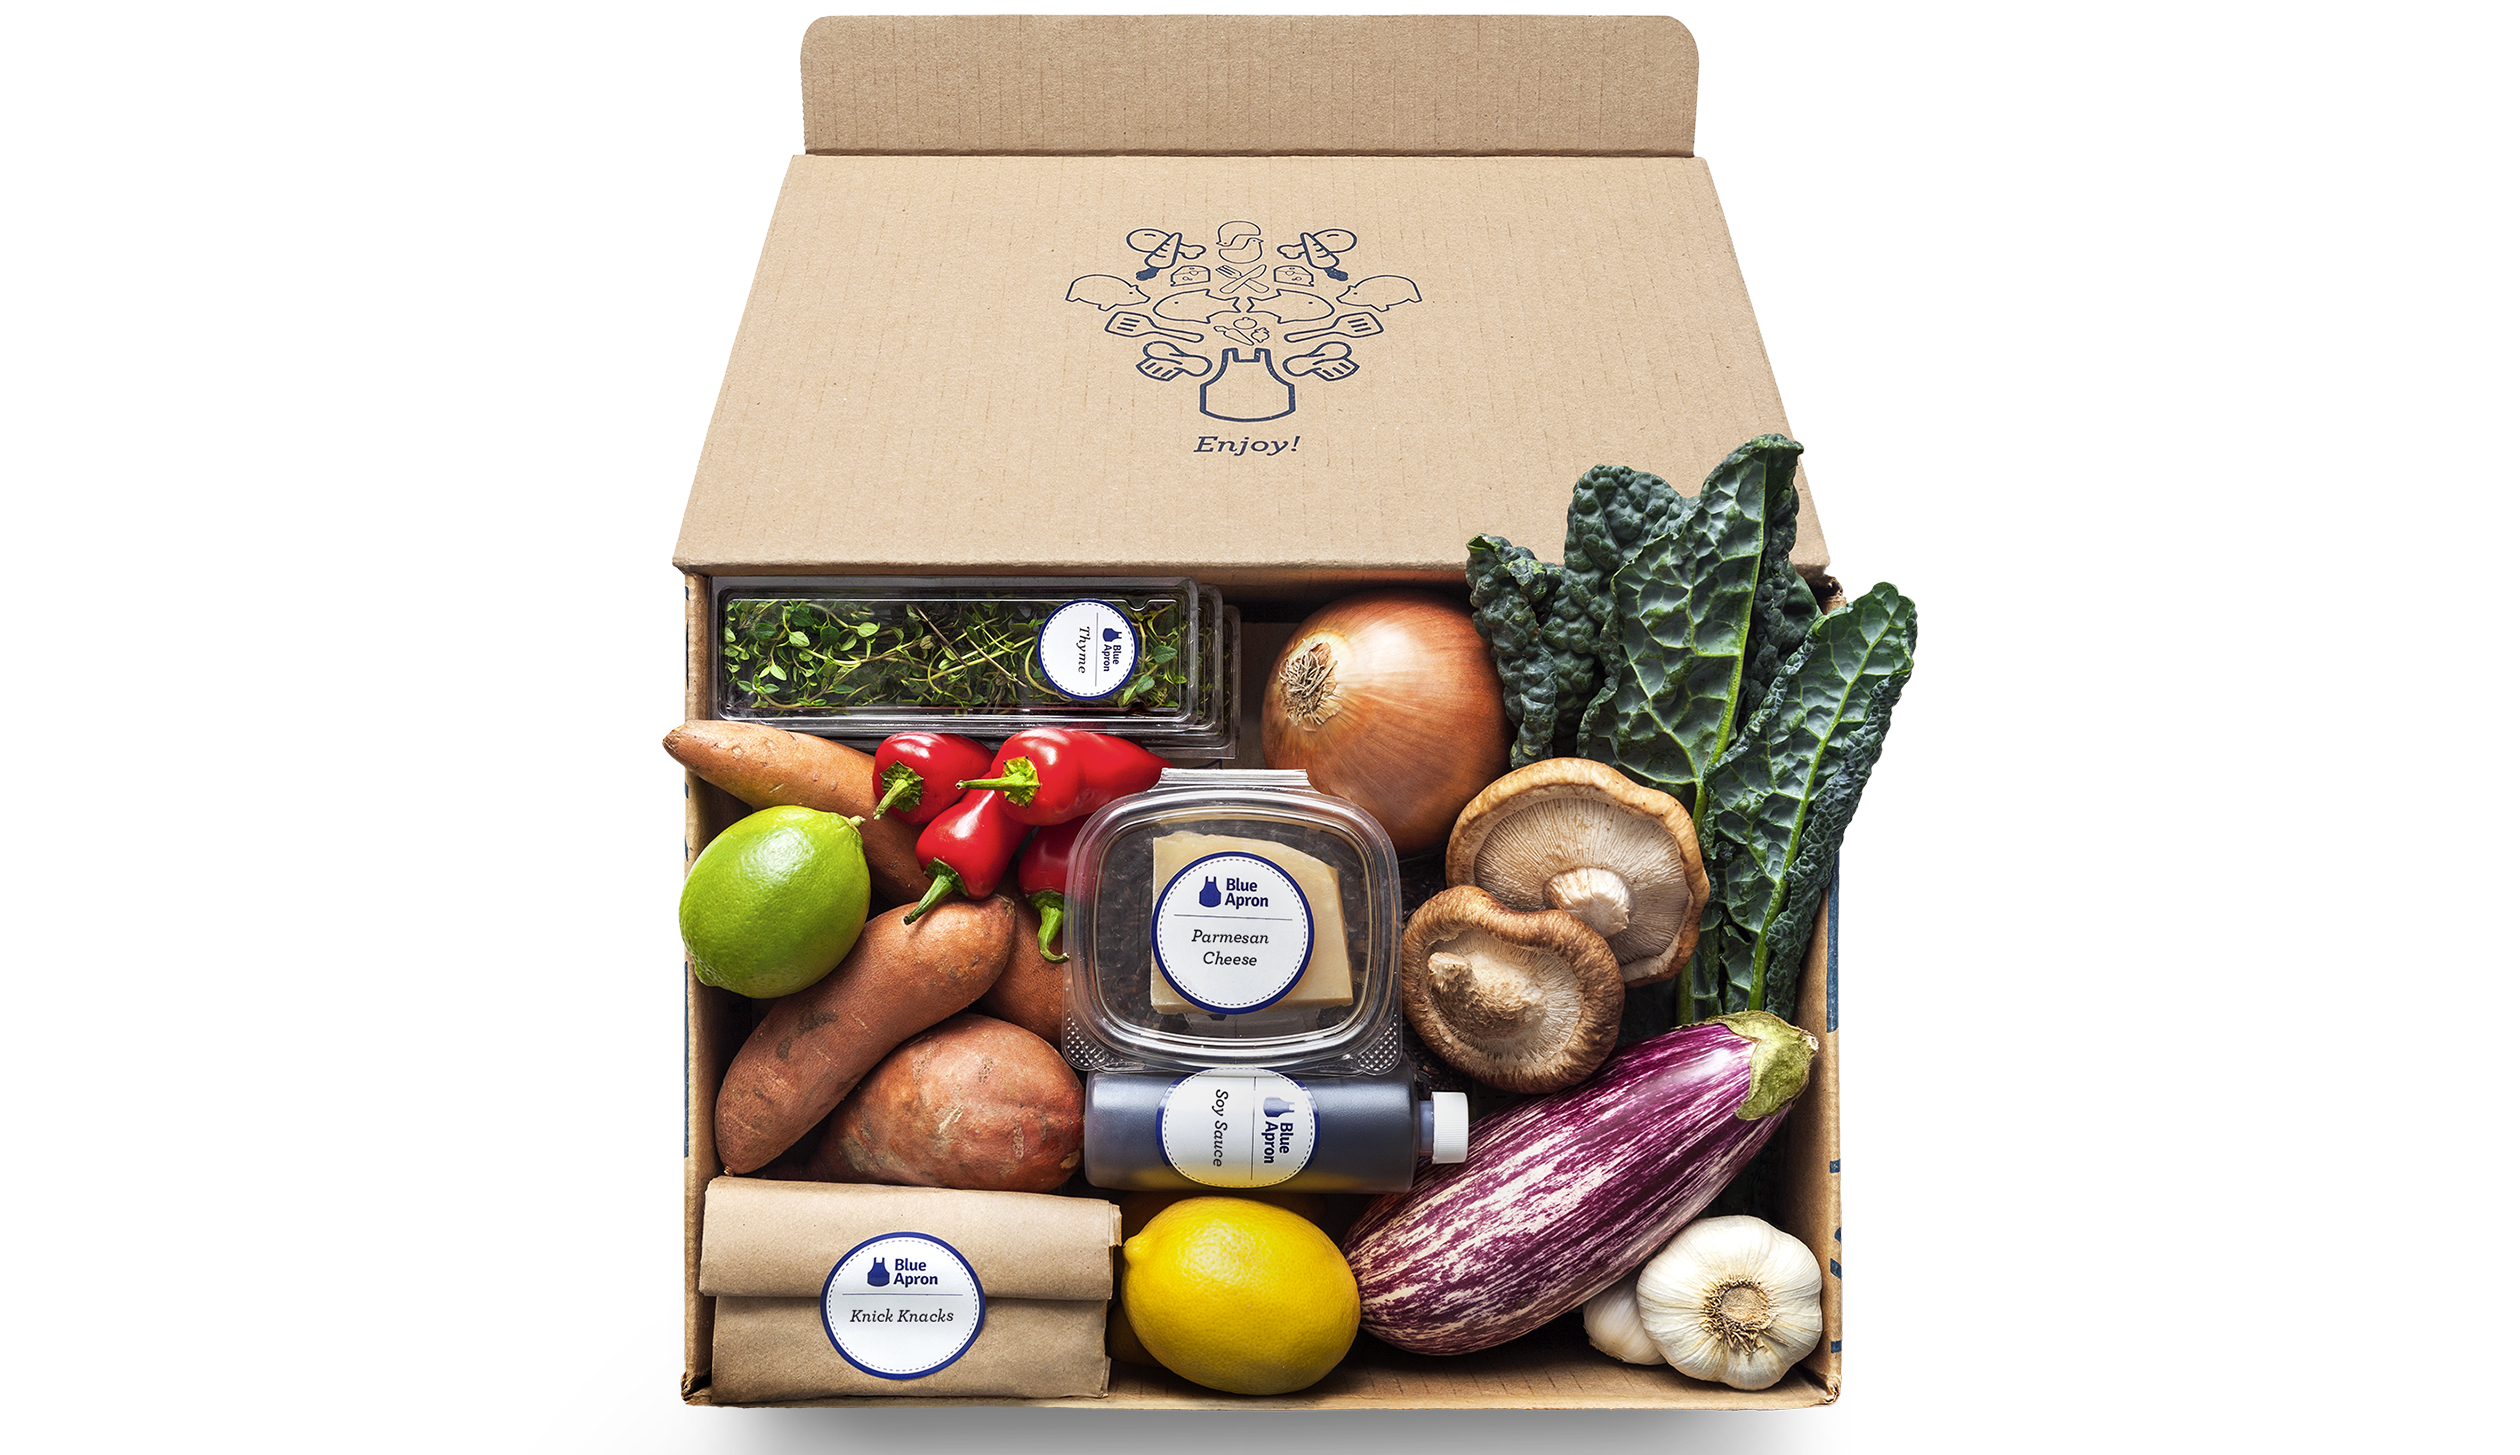 Enjoy!
Blue
Apron
Thyme
Blue
Apron
Parmesan
Cheese
Blue
Apron
Soy Sauce
Blue
Apron
Knick Knacks